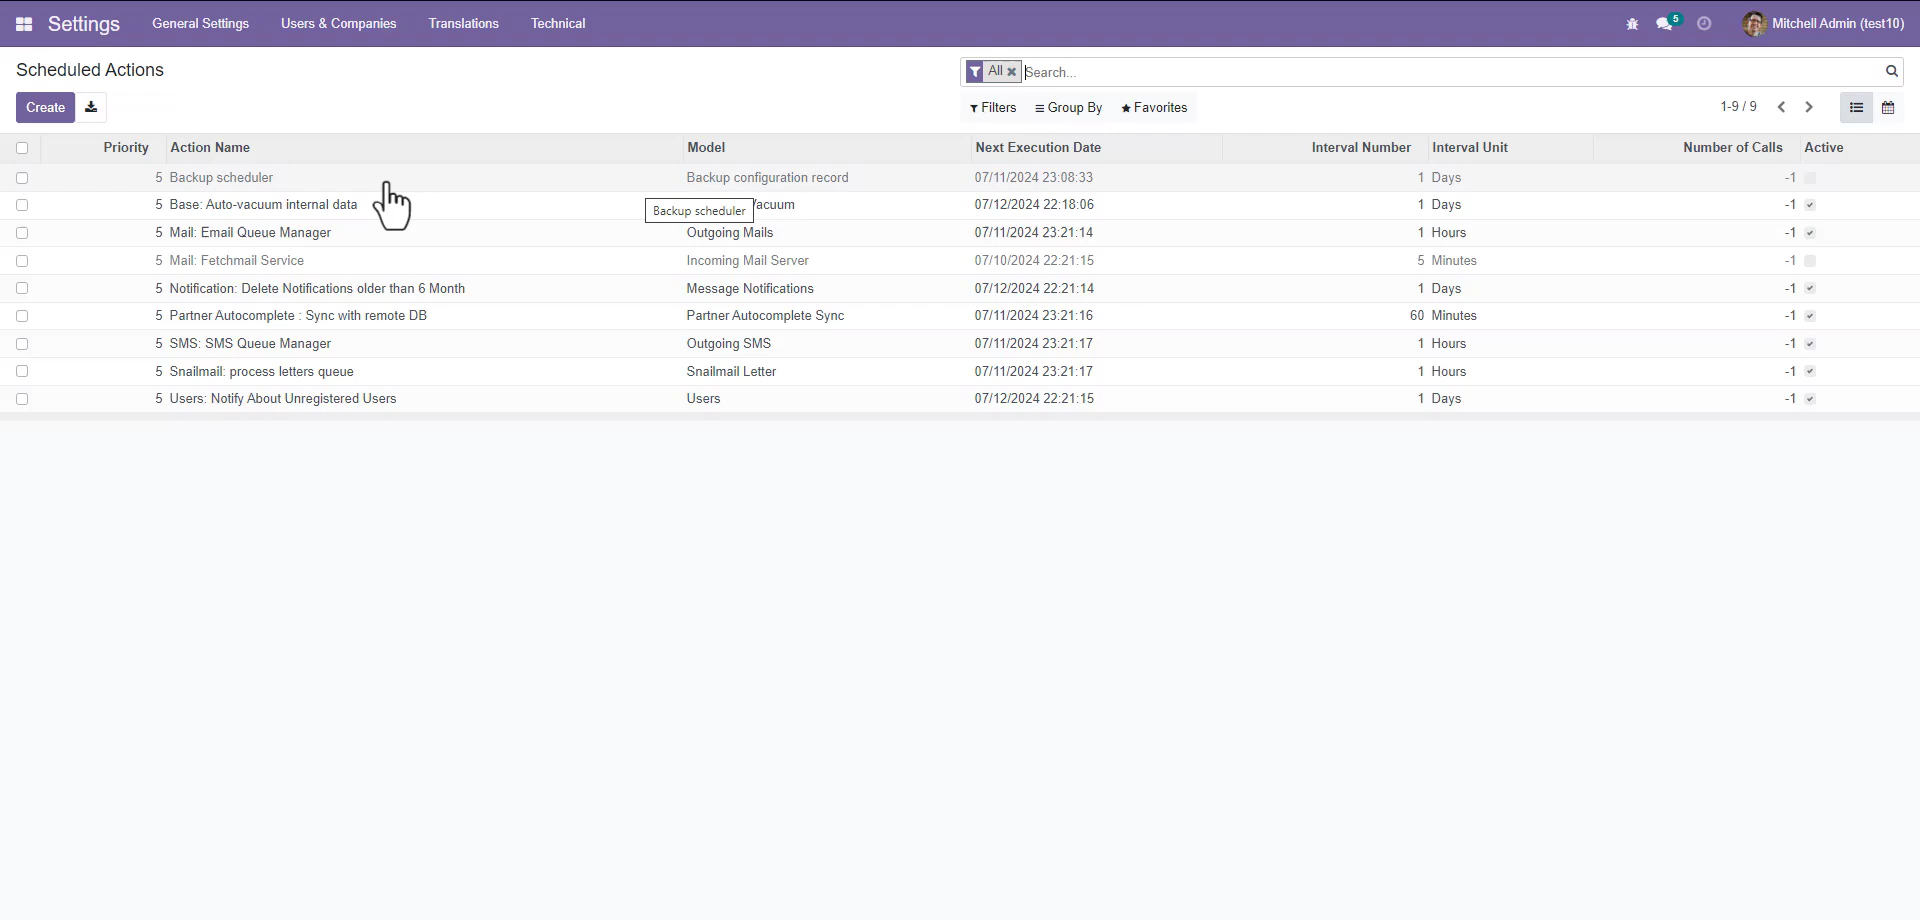 Settings General Settings Users & Companies Translations Technical 5 Mitchell Admin (test10)
Scheduled Actions All Search...
Create Filters Group By Favorites 1-9 / 9
Priority Action Name Model Next Execution Date Interval Number Interval Unit Number of Calls Active
5 Backup scheduler Backup configuration record 07/11/2024 23:08:33 1 Days -1
5 Base: Auto-vacuum internal data 07/12/2024 22:18:06 1 Days -1
Backup scheduler
5 Mail: Email Queue Manager Outgoing Mails 07/11/2024 23:21:14 1 Hours -1
5 Mail: Fetchmail Service Incoming Mail Server 07/10/2024 22:21:15 5 Minutes -1
5 Notification: Delete Notifications older than 6 Month Message Notifications 07/12/2024 22:21:14 1 Days -1
5 Partner Autocomplete : Sync with remote DB Partner Autocomplete Sync 07/11/2024 23:21:16 60 Minutes -1
5 SMS: SMS Queue Manager Outgoing SMS 07/11/2024 23:21:17 1 Hours -1
5 Snailmail: process letters queue Snailmail Letter 07/11/2024 23:21:17 1 Hours -1
5 Users: Notify About Unregistered Users Users 07/12/2024 22:21:15 1 Days -1